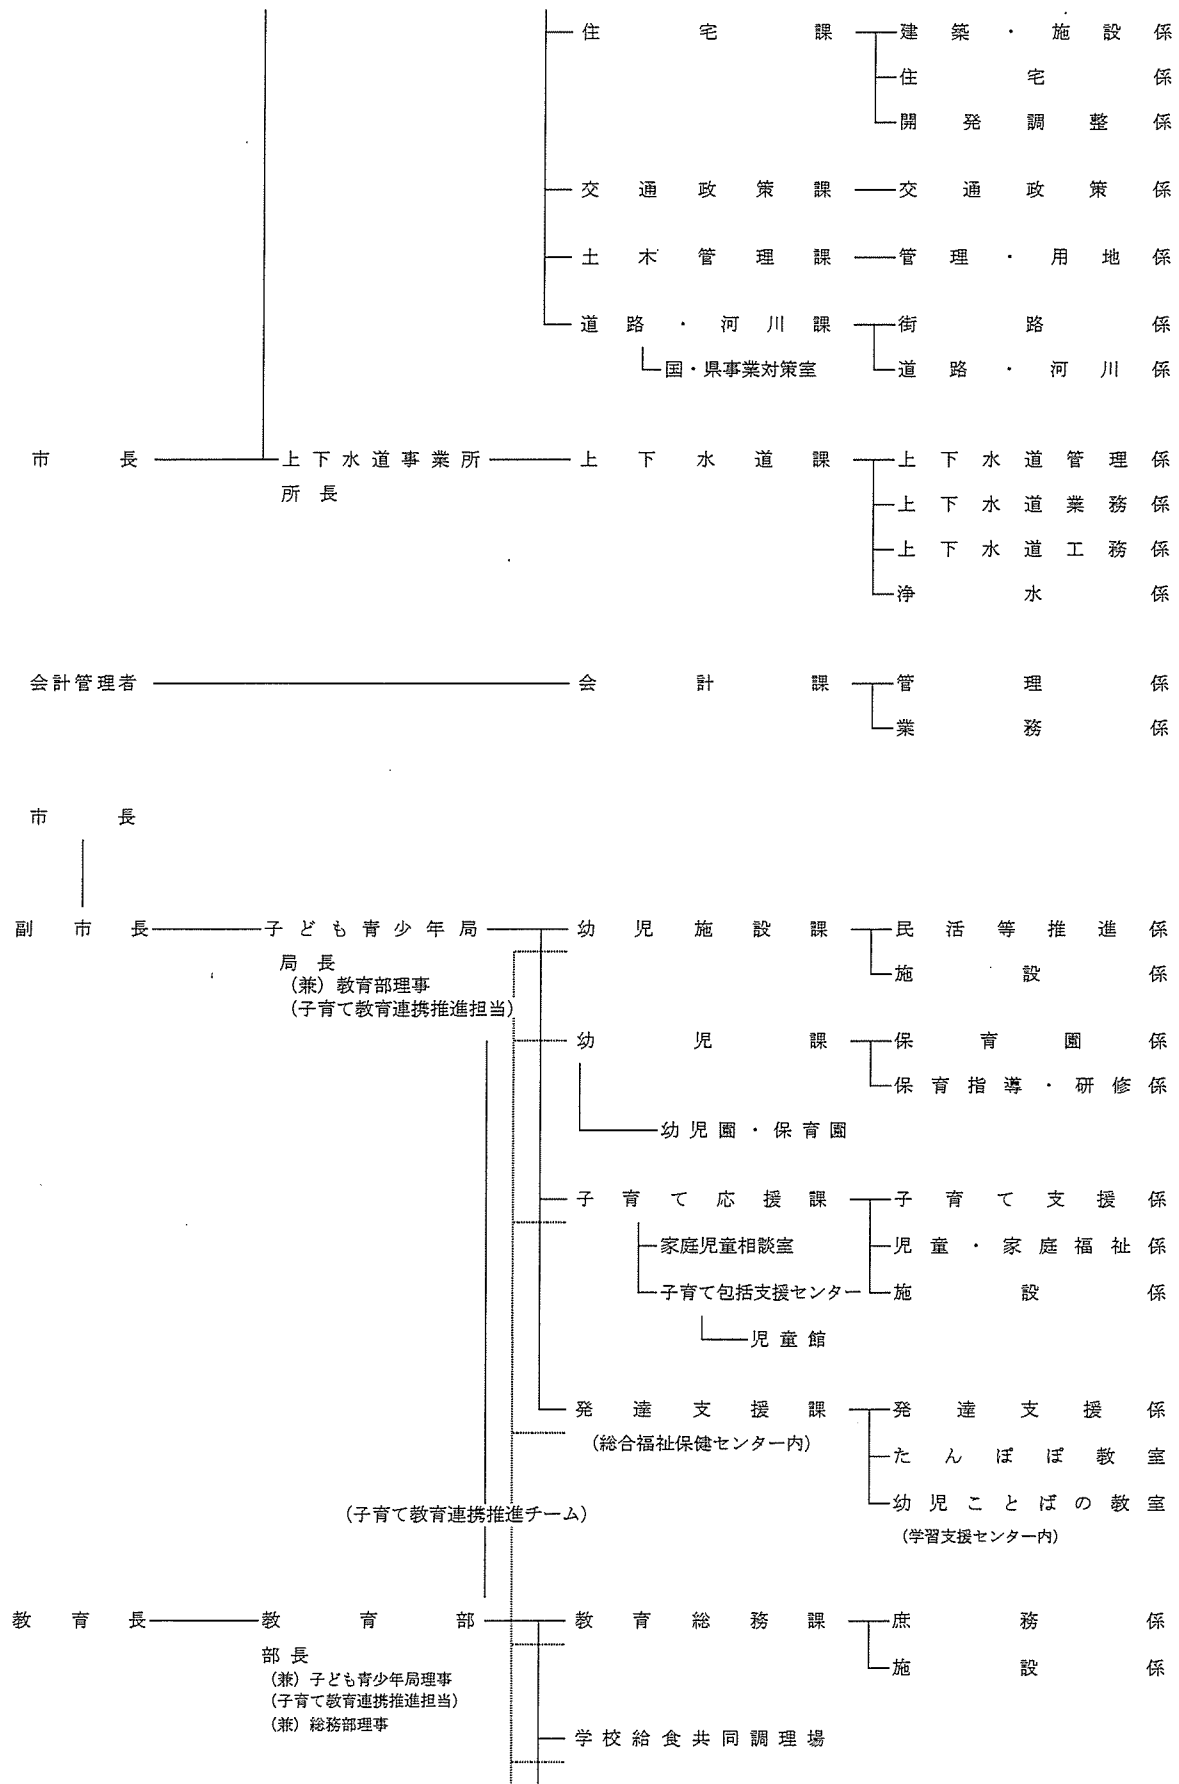 住宅課 建築・施設係
住宅係
開発調整係
交通政策課 交通政策係
土木管理課 管理・用地係
道路・河川課 街路係
国・県事業対策室 道路・河川係
市長 上下水道事業所 上下水道課 上下水道管理係
所長
上下水道業務係
上下水道工務係
浄水係
会計管理者 会計課 管理係
業務係
市長
副市長 子ども青少年局 幼児施設課 民活等推進係
局長
施設係
（兼）教育部理事
（子育て教育連携推進担当）
幼児課 保育園係
保育指導・研修係
幼児園・保育園
子育て応援課 子育て支援係
家庭児童相談室 児童・家庭福祉係
子育て包括支援センター 施設係
児童館
発達支援課 発達支援係
（総合福祉保健センター内）
たんぽぽ教室
幼児ことばの教室
（子育て教育連携推進チーム）
（学習支援センター内）
教育長 教育部 教育総務課 庶務係
部長
施設係
（兼）子ども青少年局理事
（子育て教育連携推進担当）
（兼）総務部理事
学校給食共同調理場